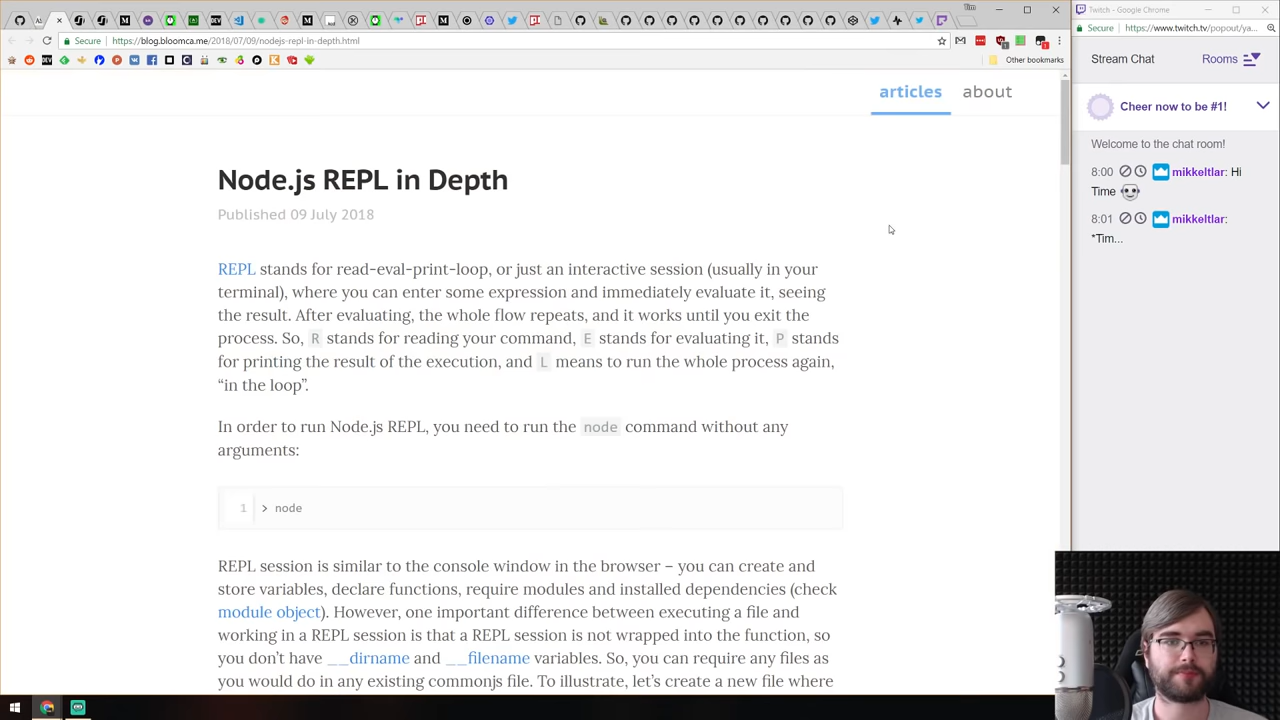 Tim
Secure
https://blog.bloomca.me/2018/07/09/nodejs-repl-in-depth.html
Other bookmarks
articles
about
Node.js REPL in Depth
Published 09 July 2018
REPL stands for read-eval-print-loop, or just an interactive session (usually in your
terminal), where you can enter some expression and immediately evaluate it, seeing
the result. After evaluating, the whole flow repeats, and it works until you exit the
process. So, R stands for reading your command, E stands for evaluating it, P stands
for printing the result of the execution, and L means to run the whole process again,
“in the loop”.
In order to run Node.js REPL, you need to run the node command without any
arguments:
1 > node
REPL session is similar to the console window in the browser – you can create and
store variables, declare functions, require modules and installed dependencies (check
module object). However, one important difference between executing a file and
working in a REPL session is that a REPL session is not wrapped into the function, so
you don’t have __dirname and __filename variables. So, you can require any files as
you would do in any existing commonjs file. To illustrate, let’s create a new file where
Twitch - Google Chrome
Secure
https://www.twitch.tv/popout/ya...
Stream Chat
Rooms
Cheer now to be #1!
Welcome to the chat room!
8:00 mikkeltlar: Hi
Time
8:01 mikkeltlar:
*Tim...